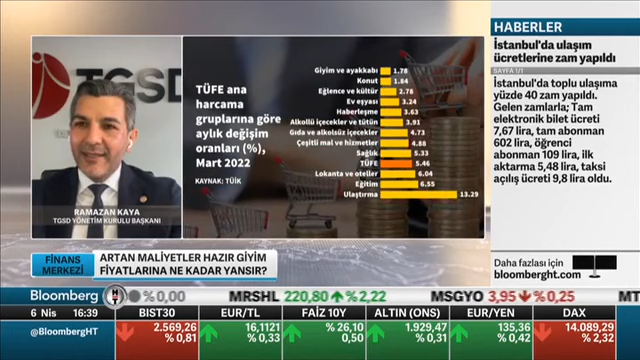 TGSD
RAMAZAN KAYA
TGSD YÖNETİM KURULU BAŞKANI
TÜFE ana
harcama
gruplarına göre
aylık değişim
oranları (%),
Mart 2022
KAYNAK: TÜİK
Giyim ve ayakkabı 1.78
Konut 1.84
Eğlence ve kültür 2.78
Ev eşyası 3.24
Haberleşme 3.63
Alkollü içecekler ve tütün 3.91
Gıda ve alkolsüz içecekler 4.73
Çeşitli mal ve hizmetler 4.88
Sağlık 5.33
TÜFE 5.46
Lokanta ve oteller 6.04
Eğitim 6.55
Ulaştırma 13.29
HABERLER
İstanbul'da ulaşım
ücretlerine zam yapıldı
SAYFA 1/1
İstanbul'da toplu ulaşıma
yüzde 40 zam yapıldı.
Gelen zamlarla; Tam
elektronik bilet ücreti
7,67 lira, tam abonman
602 lira, öğrenci
abonman 109 lira, ilk
aktarma 5,48 lira, taksi
açılış ücreti 9,8 lira oldu.
Daha fazlası için
bloomberght.com
FİNANS
MERKEZİ
ARTAN MALİYETLER HAZIR GİYİM
FİYATLARINA NE KADAR YANSIR?
Bloomberg HT %0,00 MRSHL 220,80 %2,22 MSGYO 3,95 %0,25 MTRKS
6 Nis 16:39 BIST30 EUR/TL FAİZ 10Y ALTIN (ONS) EUR/YEN DAX
@BloombergHT 2.569,26 16,1121 % 26,10 1.929,47 135,36 14.089,29
% 0,81 % 0,33 0,50 % 0,31 % 0,42 % 2,32